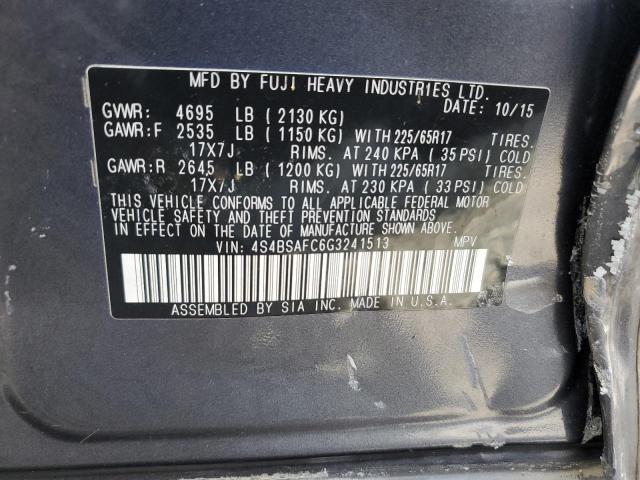 MFD BY FUJI HEAVY INDUSTRIES LTD.
GVWR: 4695 LB ( 2130 KG) DATE: 10/15
GAWR: F 2535 LB ( 1150 KG) WITH 225/65R17 TIRES.
17X7J RIMS. AT 240 KPA ( 35 PSI) COLD
GAWR: R 2645 LB ( 1200 KG) WITH 225/65R17 TIRES.
17X7J RIMS. AT 230 KPA ( 33 PSI) COLD
THIS VEHICLE CONFORMS TO ALL APPLICABLE FEDERAL MOTOR
VEHICLE SAFETY AND THEFT PREVENTION STANDARDS
IN EFFECT ON THE DATE OF MANUFACTURE SHOWN ABOVE.
VIN: 4S4BSAFC6G3241513 MPV
ASSEMBLED BY SIA INC. MADE IN U.S.A.